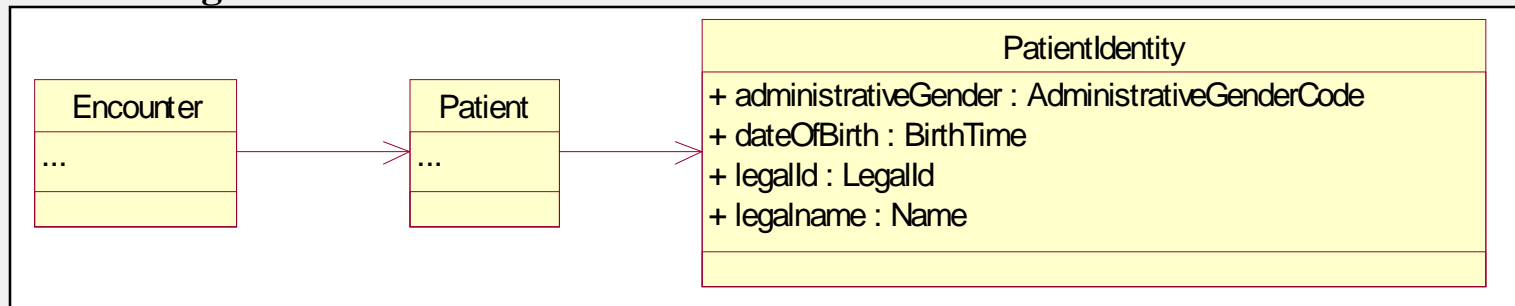 Encounter
...
Patient
...
PatientIdentity
+ administrativeGender : AdministrativeGenderCode
+ dateOfBirth : BirthTime
+ legalId : LegalId
+ legalname : Name